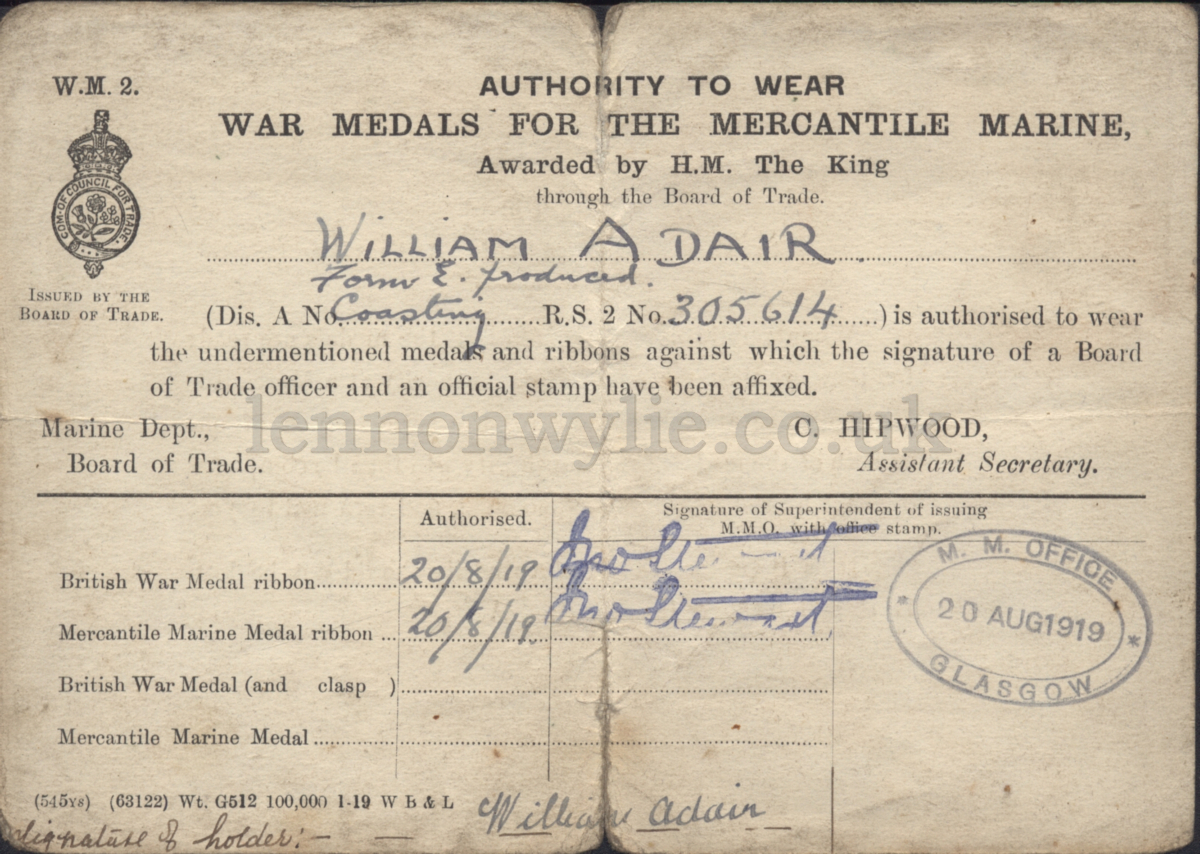 W.M. 2.
AUTHORITY TO WEAR
WAR MEDALS FOR THE MERCANTILE MARINE,
Awarded by H.M. The King
through the Board of Trade.
COM. OF COUNCIL FOR TRADE
ISSUED BY THE
BOARD OF TRADE.
WILLIAM ADAIR
Form E. produced.
(Dis. A No. Coasting R.S. 2 No. 305614) is authorised to wear
the undermentioned medals and ribbons against which the signature of a Board
of Trade officer and an official stamp have been affixed.
lennonwylie.co.uk
Marine Dept., C. HIPWOOD,
Board of Trade. Assistant Secretary.
Authorised. Signature of Superintendent of issuing
M.M.O. with office stamp.
British War Medal ribbon 20/8/19 Jno Stewart
Mercantile Marine Medal ribbon 20/8/19. Jno Stewart
British War Medal (and clasp )
Mercantile Marine Medal
M. M. OFFICE
20 AUG 1919
GLASGOW
(545YS) (63122) Wt. G512 100,000 1-19 W B & L
Signature of holder:- William Adair